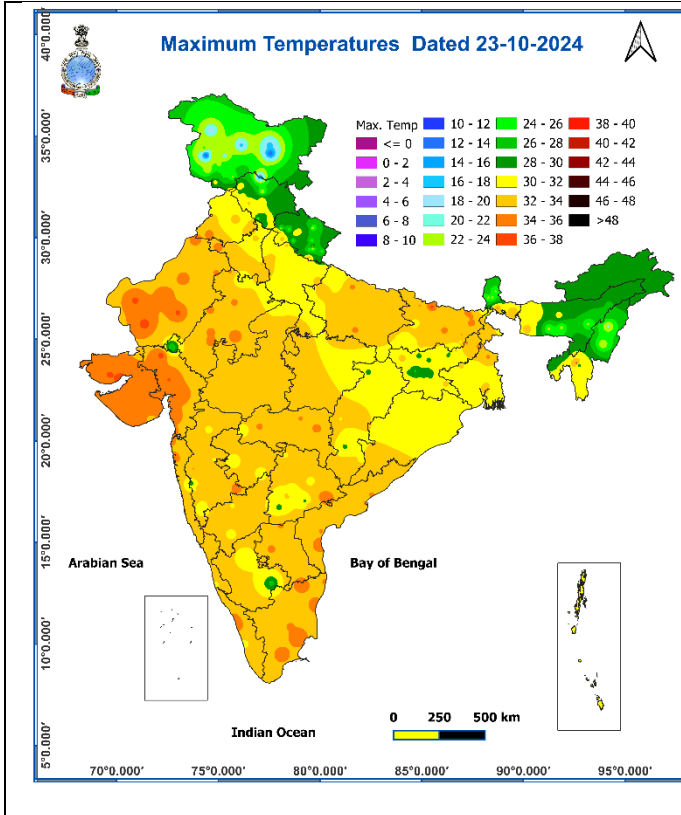 Maximum Temperatures Dated 23-10-2024
Max. Temp
<= 0
0 - 2
2 - 4
4 - 6
6 - 8
8 - 10
10 - 12
12 - 14
14 - 16
16 - 18
18 - 20
20 - 22
22 - 24
24 - 26
26 - 28
28 - 30
30 - 32
32 - 34
34 - 36
36 - 38
38 - 40
40 - 42
42 - 44
44 - 46
46 - 48
>48
40°0.000'
35°0.000'
30°0.000'
25°0.000'
20°0.000'
15°0.000'
10°0.000'
5°0.000'
Arabian Sea
Bay of Bengal
Indian Ocean
0 250 500 km
70°0.000' 75°0.000' 80°0.000' 85°0.000' 90°0.000' 95°0.000'